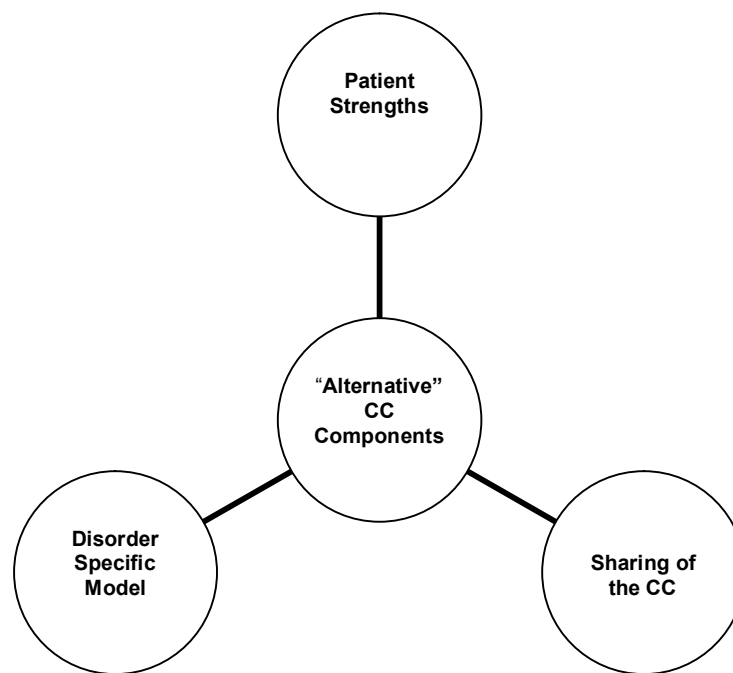 Patient
Strengths
“Alternative”
CC
Components
Disorder
Specific
Model
Sharing of
the CC